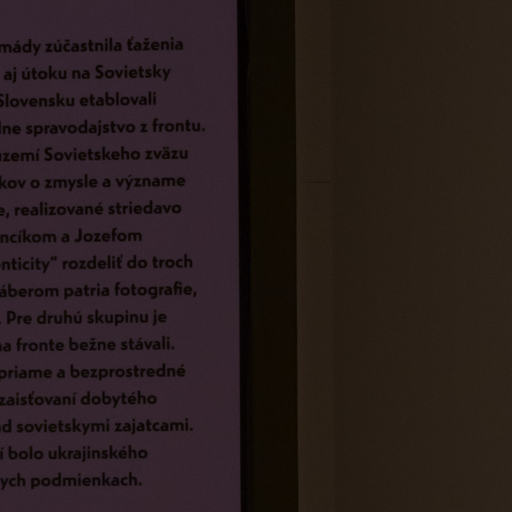 mády zúčastnila ťaženia
aj útoku na Sovietsky
Slovensku etablovali
lne spravodajstvo z frontu.
území Sovietskeho zväzu
kov o zmysle a význame
e, realizované striedavo
ncíkom a Jozefom
nticity" rozdeliť do troch
áberom patria fotografie,
. Pre druhú skupinu je
na fronte bežne stávali.
priame a bezprostredné
zaisťovaní dobytého
ad sovietskymi zajatcami.
í bolo ukrajinského
ych podmienkach.